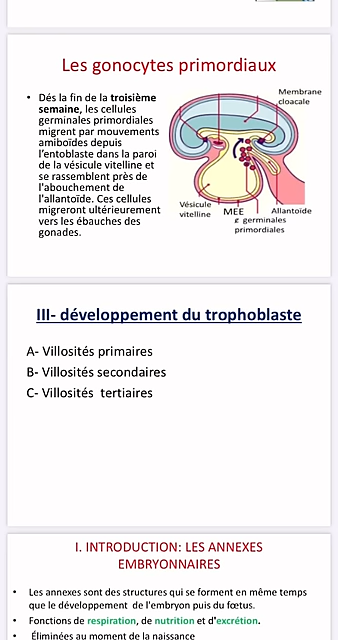 Les gonocytes primordiaux
• Dés la fin de la troisième
semaine, les cellules
germinales primordiales
migrent par mouvements
amiboïdes depuis
l'entoblaste dans la paroi
de la vésicule vitelline et
se rassemblent près de
l'abouchement de
l'allantoïde. Ces cellules
migreront ultérieurement
vers les ébauches des
gonades.
Membrane
cloacale
Vésicule
vitelline
MEE
Allantoïde
germinales
primordiales
III- développement du trophoblaste
A- Villosités primaires
B- Villosités secondaires
C- Villosités tertiaires
I. INTRODUCTION: LES ANNEXES
EMBRYONNAIRES
• Les annexes sont des structures qui se forment en même temps
que le développement de l'embryon puis du fœtus.
• Fonctions de respiration, de nutrition et d'excrétion.
• Éliminées au moment de la naissance